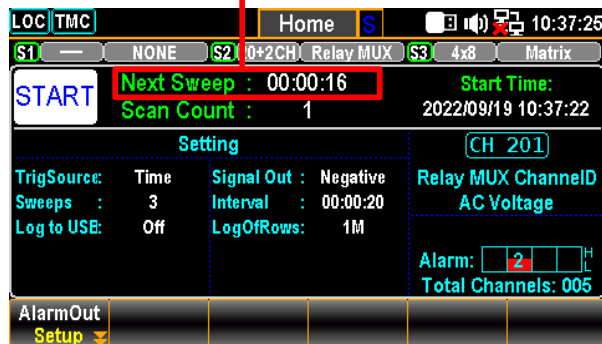 LOC TMC Home S 10:37:25
S1 — NONE S2 0+2CH Relay MUX S3 4x8 Matrix
START Next Sweep : 00:00:16 Start Time:
Scan Count : 1 2022/09/19 10:37:22
Setting CH 201
TrigSource: Time Signal Out : Negative Relay MUX ChannelD
Sweeps : 3 Interval : 00:00:20 AC Voltage
Log to USB: Off LogOfRows: 1M
Alarm: 2 H L
Total Channels: 005
AlarmOut
Setup